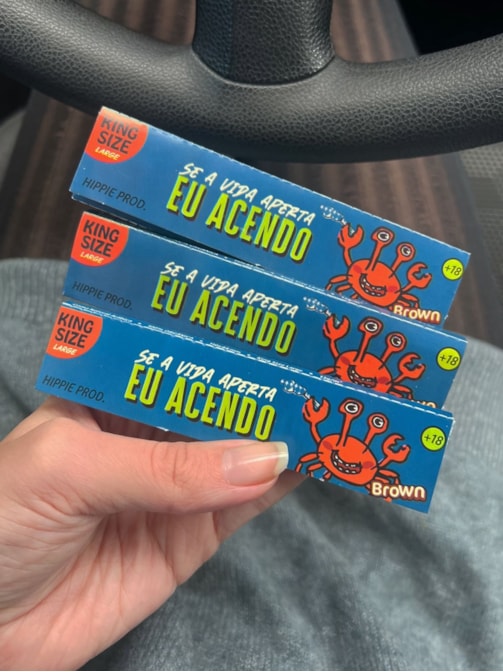 KING
SIZE
LARGE
HIPPIE PROD.
SE A VIDA APERTA
EU ACENDO
+18
Brown
KING
SIZE
LARGE
HIPPIE PROD.
SE A VIDA APERTA
EU ACENDO
+18
KING
SIZE
LARGE
HIPPIE PROD.
SE A VIDA APERTA
EU ACENDO
+18
Brown